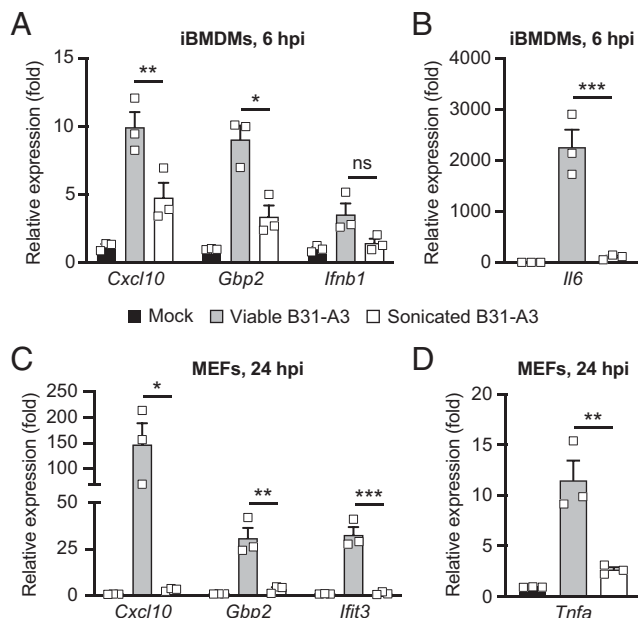 A
iBMDMs, 6 hpi
Relative expression (fold)
15
10
5
0
**
*
ns
Cxcl10 Gbp2 Ifnb1
B
iBMDMs, 6 hpi
Relative expression (fold)
4000
3000
2000
1000
0
***
Il6
Mock Viable B31-A3 Sonicated B31-A3
C
MEFs, 24 hpi
Relative expression (fold)
250
200
150
100
50
25
0
*
**
***
Cxcl10 Gbp2 Ifit3
D
MEFs, 24 hpi
Relative expression (fold)
20
15
10
5
0
**
Tnfa